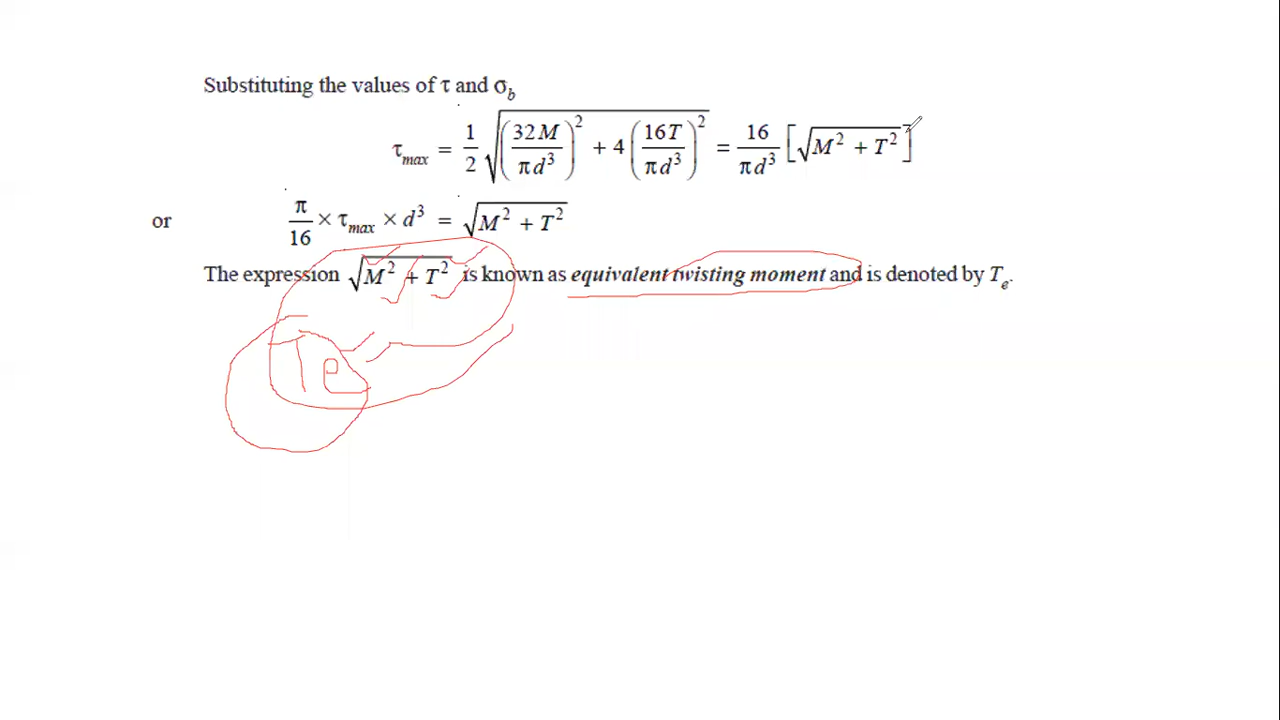 Substituting the values of τ and σ_b
τ_max = 1/2 √((32M/πd³)² + 4(16T/πd³)²) = 16/πd³ [√(M² + T²)]
or π/16 × τ_max × d³ = √(M² + T²)
The expression √(M² + T²) is known as equivalent twisting moment and is denoted by T_e.
Te